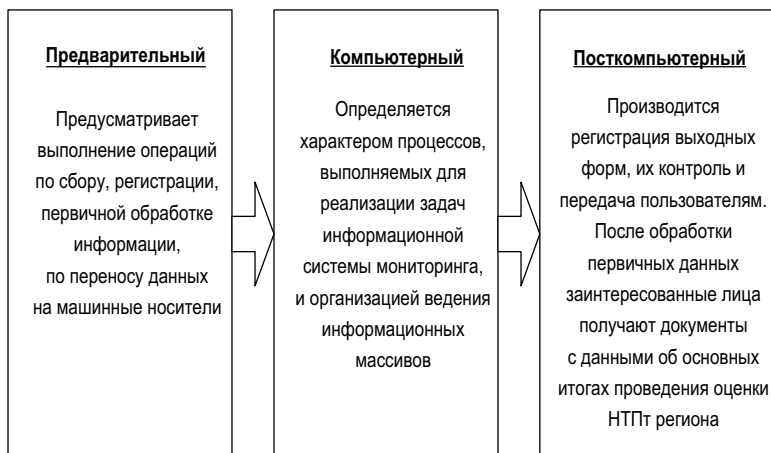 Предварительный
Предусматривает
выполнение операций
по сбору, регистрации,
первичной обработке
информации,
по переносу данных
на машинные носители
Компьютерный
Определяется
характером процессов,
выполняемых для
реализации задач
информационной
системы мониторинга,
и организацией ведения
информационных
массивов
Посткомпьютерный
Производится
регистрация выходных
форм, их контроль и
передача пользователям.
После обработки
первичных данных
заинтересованные лица
получают документы
с данными об основных
итогах проведения оценки
НТПт региона